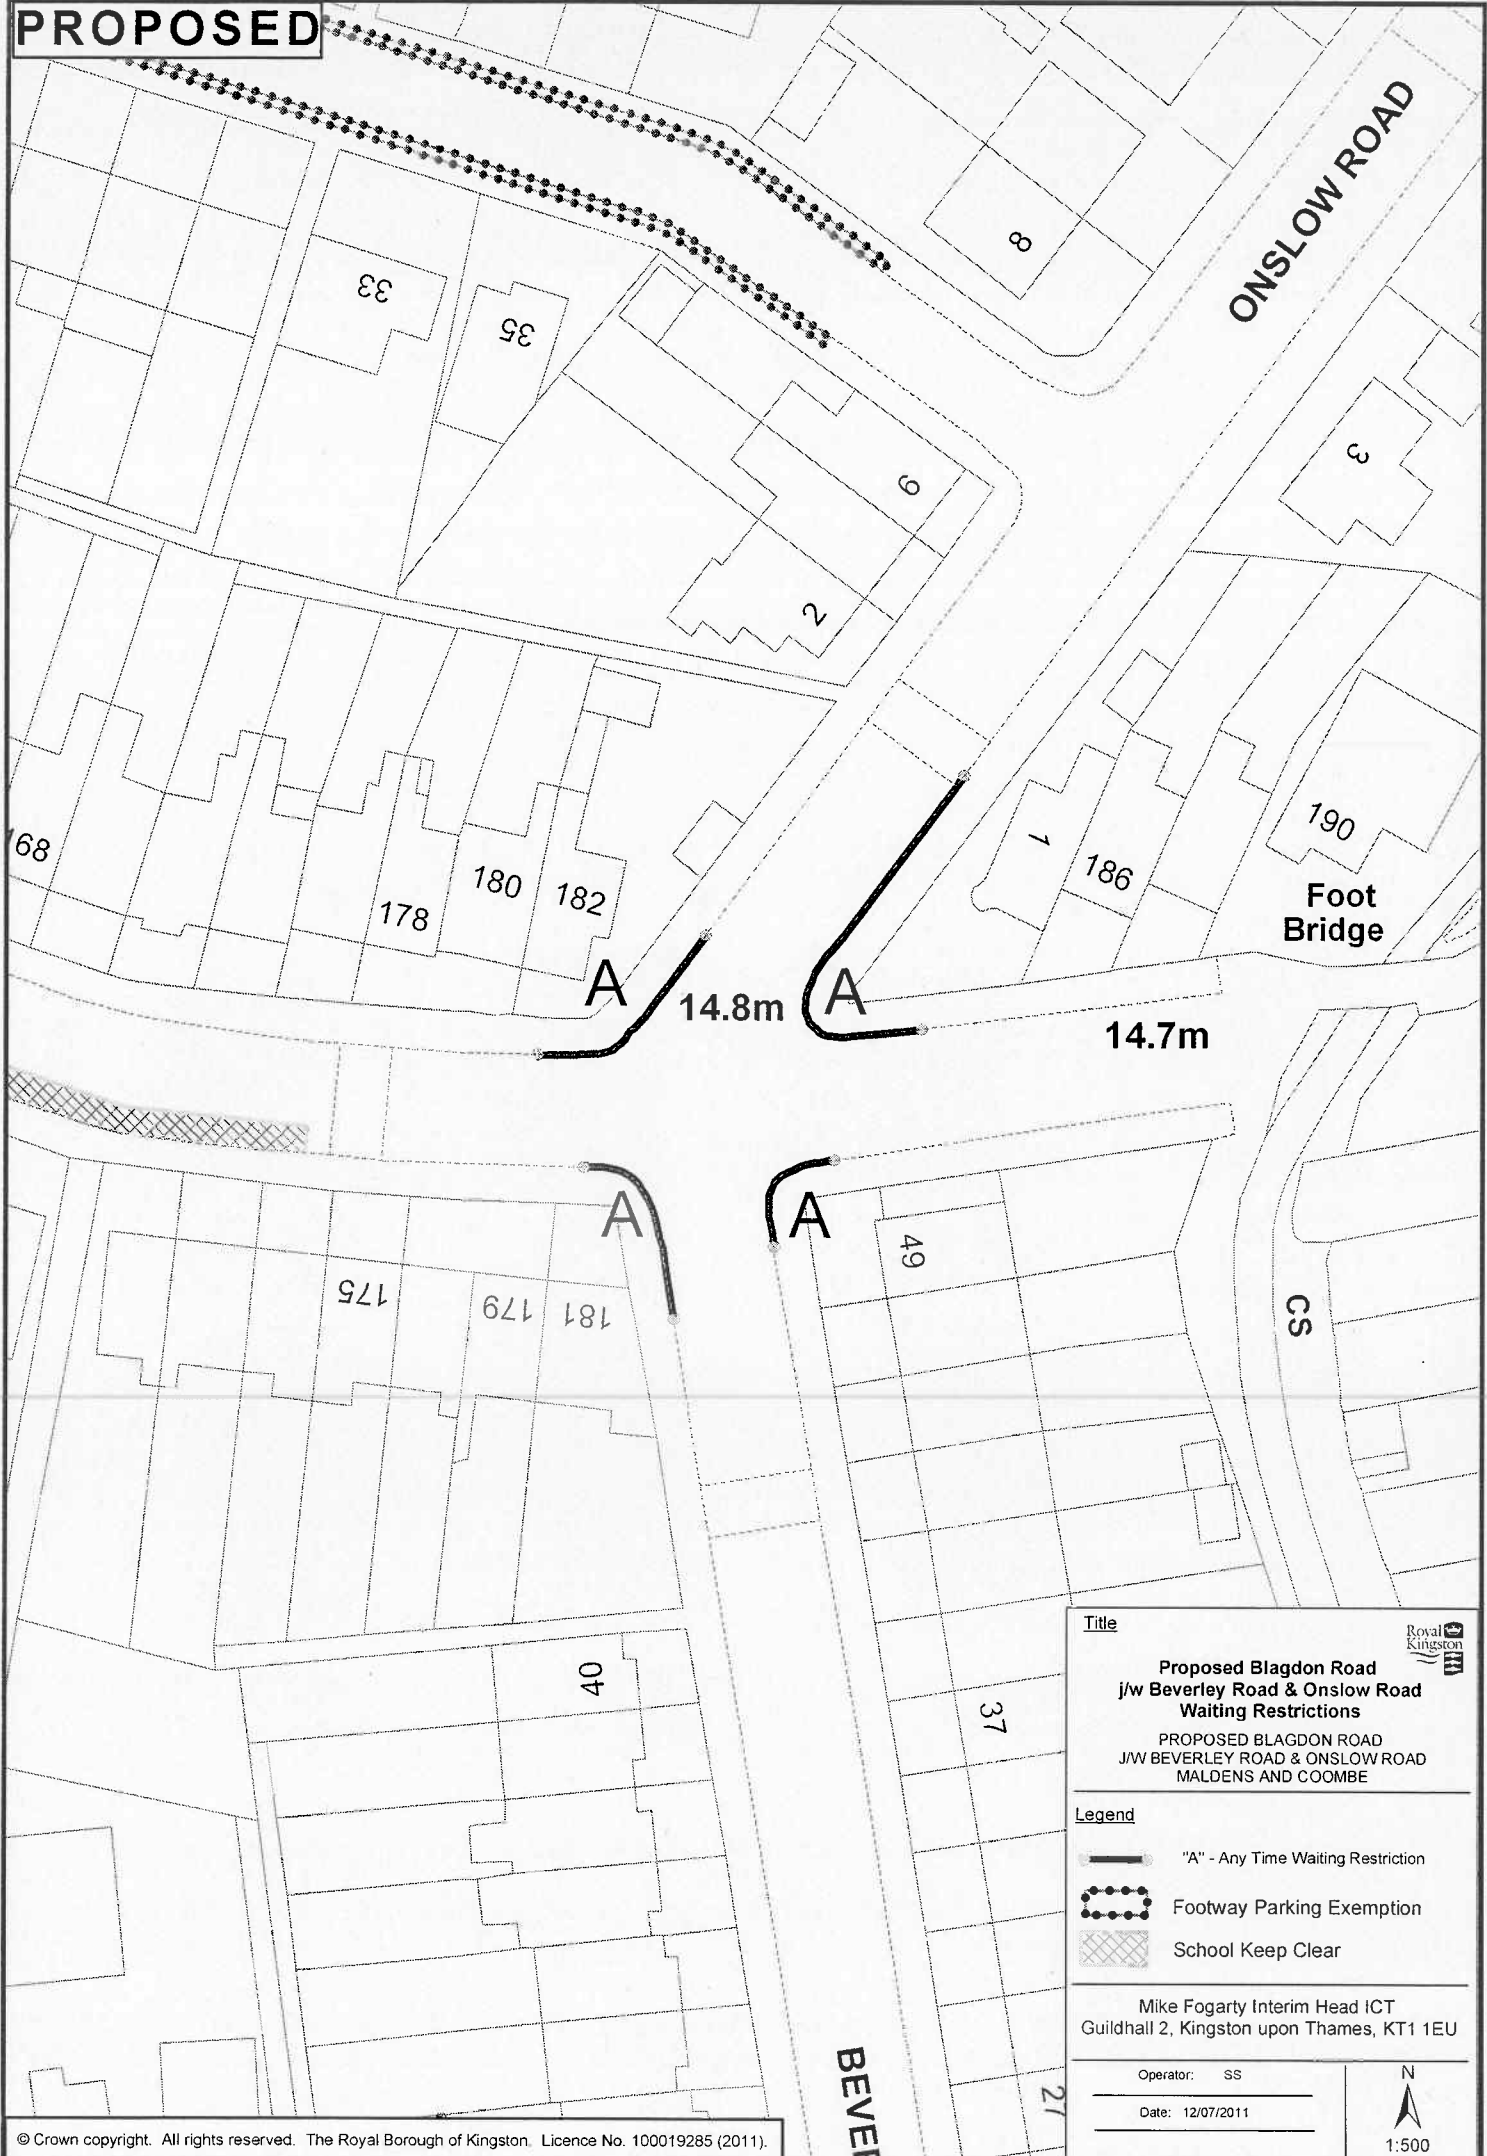 PROPOSED
ONSLOW ROAD
8
33
35
3
6
2
1
190
186
168
180
182
178
Foot
Bridge
A
14.8m
A
14.7m
A
A
49
175
179
181
CS
40
37
27
Title
Royal
Kingston
Proposed Blagdon Road
j/w Beverley Road & Onslow Road
Waiting Restrictions
PROPOSED BLAGDON ROAD
J/W BEVERLEY ROAD & ONSLOW ROAD
MALDENS AND COOMBE
Legend
"A" - Any Time Waiting Restriction
Footway Parking Exemption
School Keep Clear
Mike Fogarty Interim Head ICT
Guildhall 2, Kingston upon Thames, KT1 1EU
Operator: SS
Date: 12/07/2011
N
1:500
BEVER
© Crown copyright. All rights reserved. The Royal Borough of Kingston. Licence No. 100019285 (2011).